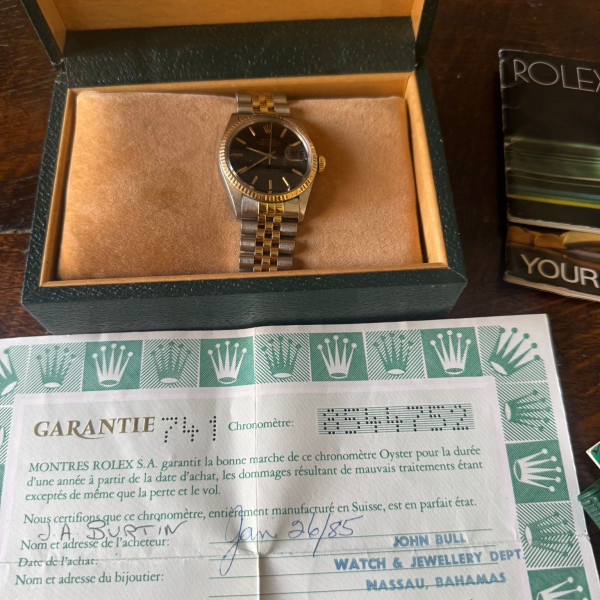 ROLEX
YOUR
GARANTIE 741 Chronomètre: 8544752
MONTRES ROLEX S.A. garantit la bonne marche de ce chronomètre Oyster pour la durée
d'une année à partir de la date d'achat, les dommages résultant de mauvais traitements étant
exceptés de même que la perte et le vol.
Nous certifions que ce chronomètre, entièrement manufacturé en Suisse, est en parfait état.
J.A. BURTIN Jan 26/85
Nom et adresse de l'acheteur:
JOHN BULL
Date de l'achat:
WATCH & JEWELLERY DEPT
Nom et adresse du bijoutier:
NASSAU, BAHAMAS